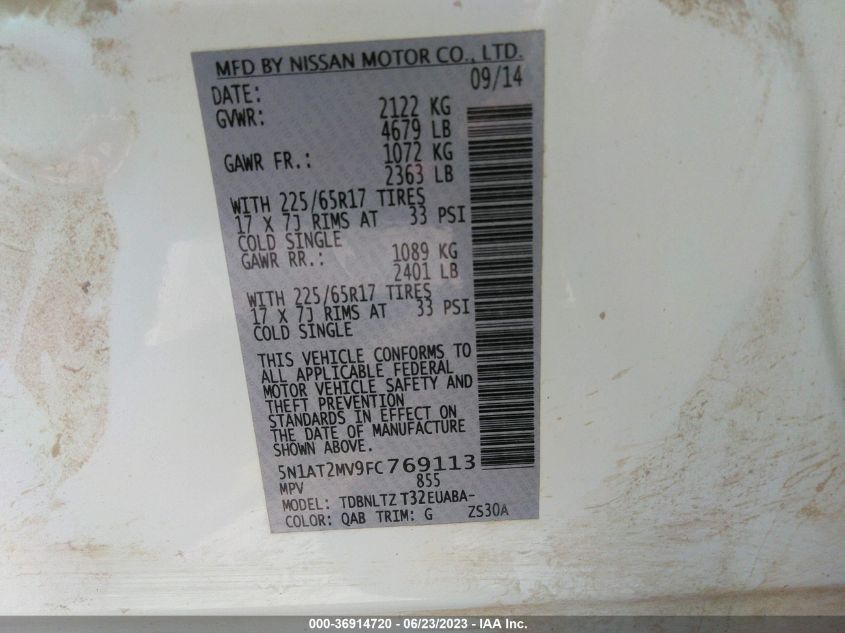 MFD BY NISSAN MOTOR CO., LTD.
DATE: 09/14
GVWR: 2122 KG
4679 LB
GAWR FR.: 1072 KG
2363 LB
WITH 225/65R17 TIRES
17 X 7J RIMS AT 33 PSI
COLD SINGLE
GAWR RR.: 1089 KG
2401 LB
WITH 225/65R17 TIRES
17 X 7J RIMS AT 33 PSI
COLD SINGLE
THIS VEHICLE CONFORMS TO
ALL APPLICABLE FEDERAL
MOTOR VEHICLE SAFETY AND
THEFT PREVENTION
STANDARDS IN EFFECT ON
THE DATE OF MANUFACTURE
SHOWN ABOVE.
5N1AT2MV9FC769113
MPV 855
MODEL: TDBNLTZ T32EUABA-
COLOR: QAB TRIM: G ZS30A
000-36914720 - 06/23/2023 - IAA Inc.